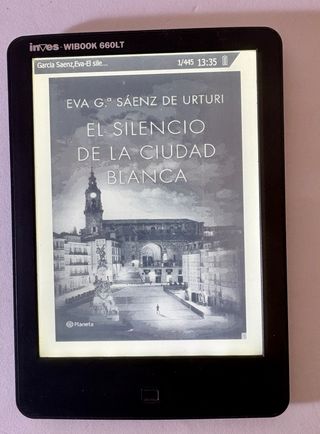 inves WIBOOK 660LT
Garcia Saenz,Eva-El sile... 1/445 13:35
EVA G.ª SÁENZ DE URTURI
EL SILENCIO
DE LA CIUDAD
BLANCA
Planeta